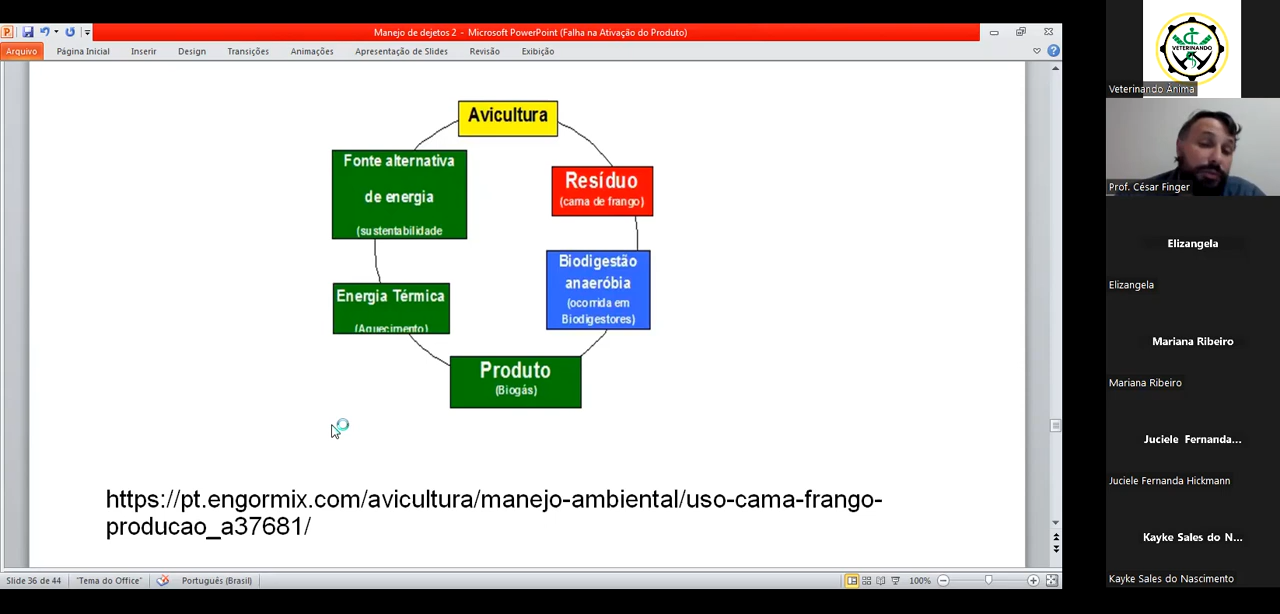 Manejo de dejetos 2 - Microsoft PowerPoint (Falha na Ativação do Produto)
Arquivo Página Inicial Inserir Design Transições Animações Apresentação de Slides Revisão Exibição
Avicultura
Fonte alternativa
de energia
(sustentabilidade
Resíduo
(cama de frango)
Biodigestão
anaeróbia
(ocorrida em
Biodigestores)
Energia Térmica
(Aquecimento)
Produto
(Biogás)
https://pt.engormix.com/avicultura/manejo-ambiental/uso-cama-frango-
producao_a37681/
Slide 36 de 44 "Tema do Office" Português (Brasil) 100%
VETERINANDO
Veterinando Anima
Prof. César Finger
Elizangela
Elizangela
Mariana Ribeiro
Mariana Ribeiro
Juciele Fernanda...
Juciele Fernanda Hickmann
Kayke Sales do N...
Kayke Sales do Nascimento